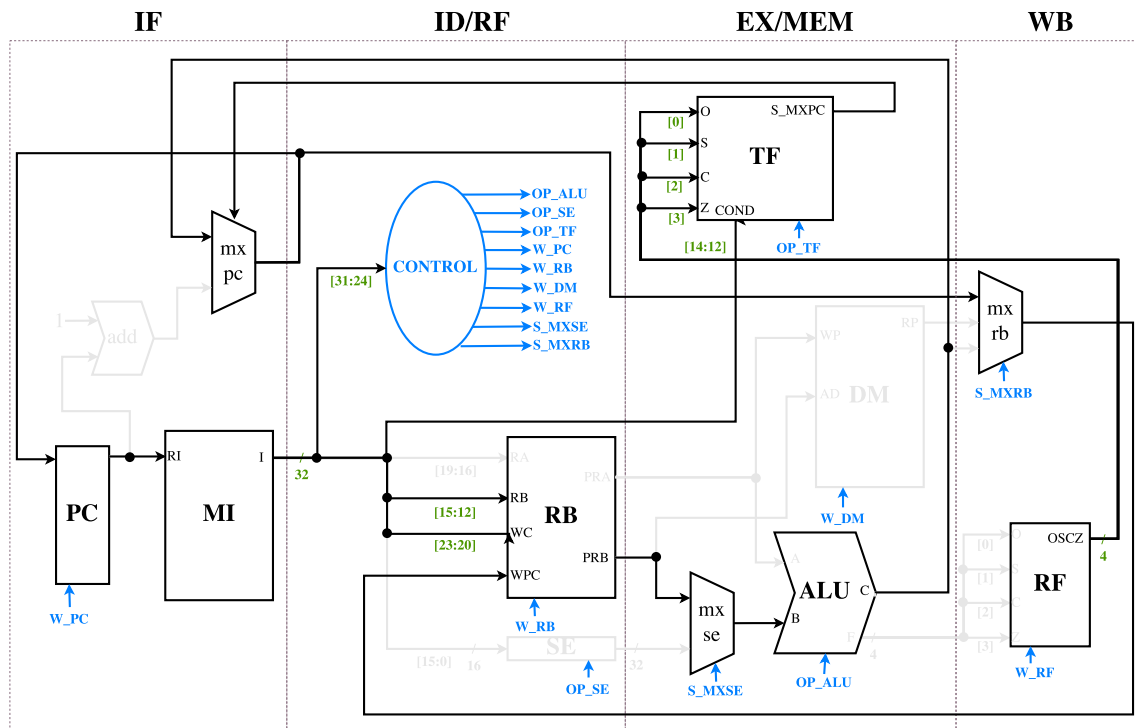 IF
ID/RF
EX/MEM
WB
mx
pc
1
add
PC
W_PC
RI
MI
I
32
[31:24]
CONTROL
OP_ALU
OP_SE
OP_TF
W_PC
W_RB
W_DM
W_RF
S_MXSE
S_MXRB
[19:16]
[15:12]
[23:20]
[15:0]
16
RA
RB
WC
WPC
RB
PRA
PRB
W_RB
SE
OP_SE
32
[0]
[1]
[2]
[3]
O
S
C
Z
COND
S_MXPC
TF
[14:12]
OP_TF
WP
AD
RP
DM
W_DM
mx
se
S_MXSE
A
B
ALU
C
F
4
OP_ALU
mx
rb
S_MXRB
[0]
[1]
[2]
[3]
O
S
C
Z
OSCZ
RF
4
W_RF